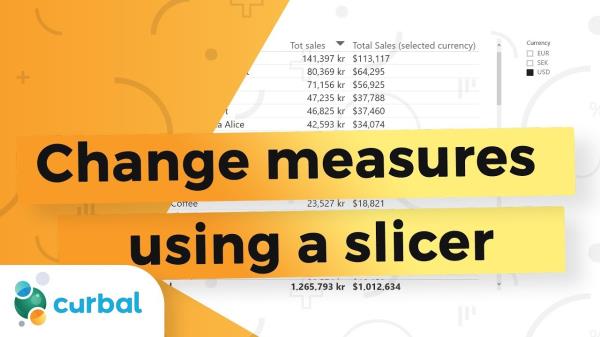 Tot sales Total Sales (selected currency)
141,397 kr $113,117
80,369 kr $64,295
71,156 kr $56,925
47,235 kr $37,788
46,825 kr $37,460
a Alice 42,593 kr $34,074
Currency
EUR
SEK
USD
Change measures
Coffee 23,527 kr $18,821
using a slicer
1,265,793 kr $1,012,634
curbal